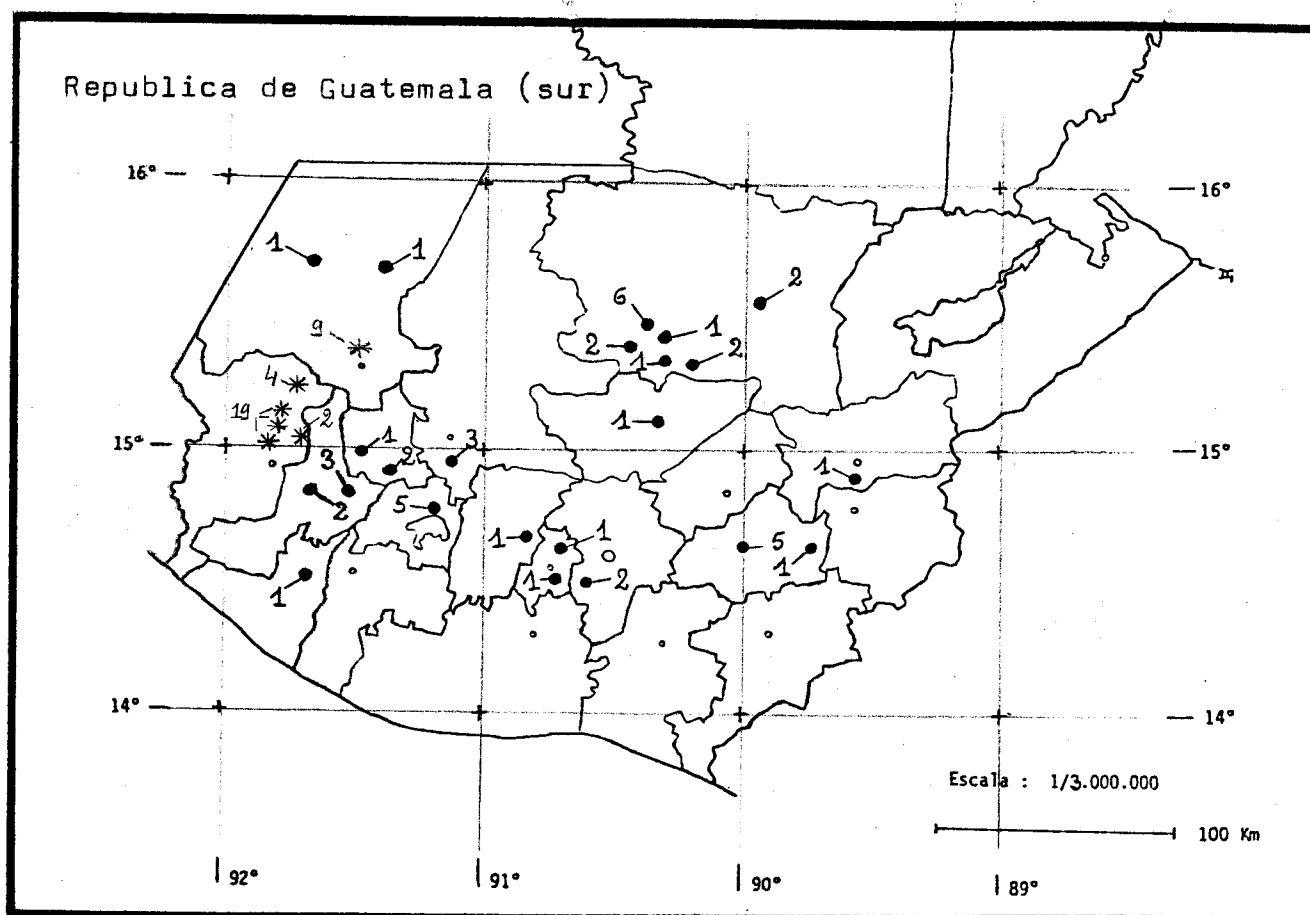 Republica de Guatemala (sur)
16° 16°
1 1
2
6
9 1
2 1 2
4
19 2 1
15° 1 3 15°
2 1
3
2 5
1 1 5
1 1 2 1
14° 14°
Escala : 1/3.000.000
100 Km
92° 91° 90° 89°